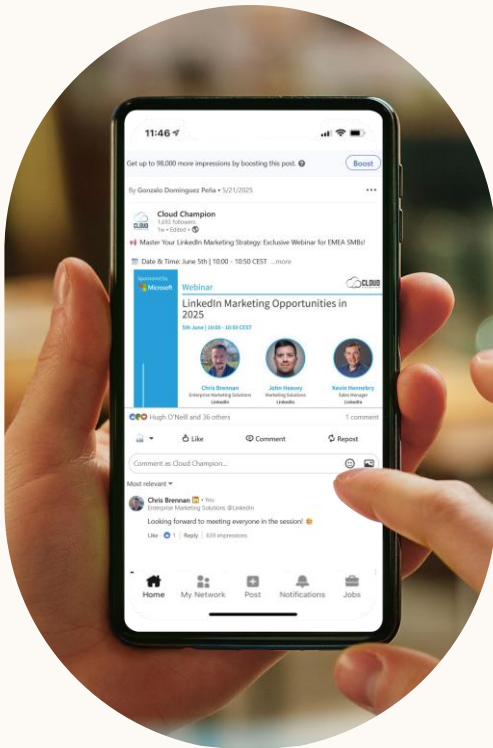 11:46
Get up to 98,000 more impressions by boosting this post.
Boost
By Gonzalo Dominguez Peña • 5/21/2025
Cloud Champion
1,693 followers
1w • Edited •
CLOUD
Master Your LinkedIn Marketing Strategy: Exclusive Webinar for EMEA SMBs!
Date & Time: June 5th | 10:00 - 10:50 CEST ...more
Sponsored by
Microsoft
Webinar
CLOUD
LinkedIn Marketing Opportunities in
2025
5th June | 10:00 - 10:50 CEST
Chris Brennan
Enterprise Marketing Solutions
LinkedIn
John Heavey
Marketing Solutions
LinkedIn
Kevin Hennebry
Sales Manager
LinkedIn
Hugh O'Neill and 36 others
1 comment
Like
Comment
Repost
Comment as Cloud Champion...
Most relevant
Chris Brennan • You
Enterprise Marketing Solutions @LinkedIn
Looking forward to meeting everyone in the session!
Like • 1 | Reply | 639 impressions
Home
My Network
Post
Notifications
Jobs